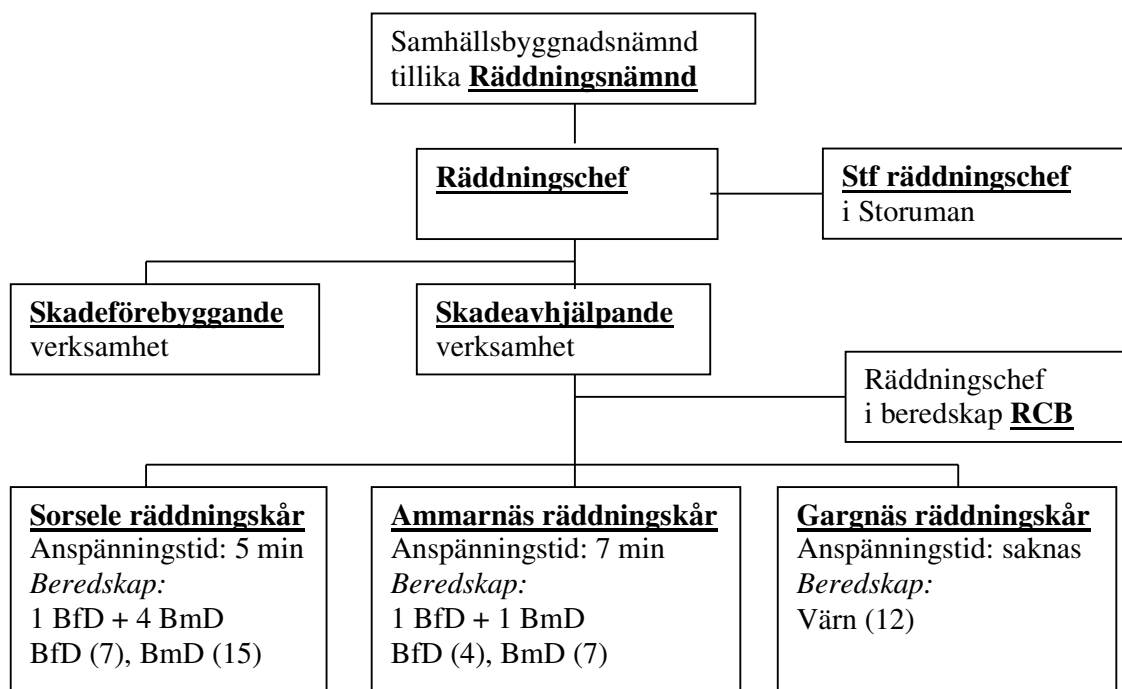 Samhällsbyggnadsnämnd
tillika Räddningsnämnd
Räddningschef
Stf räddningschef
i Storuman
Skadeförebyggande
verksamhet
Skadeavhjälpande
verksamhet
Räddningschef
i beredskap RCB
Sorsele räddningskår
Anspänningstid: 5 min
Beredskap:
1 BfD + 4 BmD
BfD (7), BmD (15)
Ammarnäs räddningskår
Anspänningstid: 7 min
Beredskap:
1 BfD + 1 BmD
BfD (4), BmD (7)
Gargnäs räddningskår
Anspänningstid: saknas
Beredskap:
Värn (12)